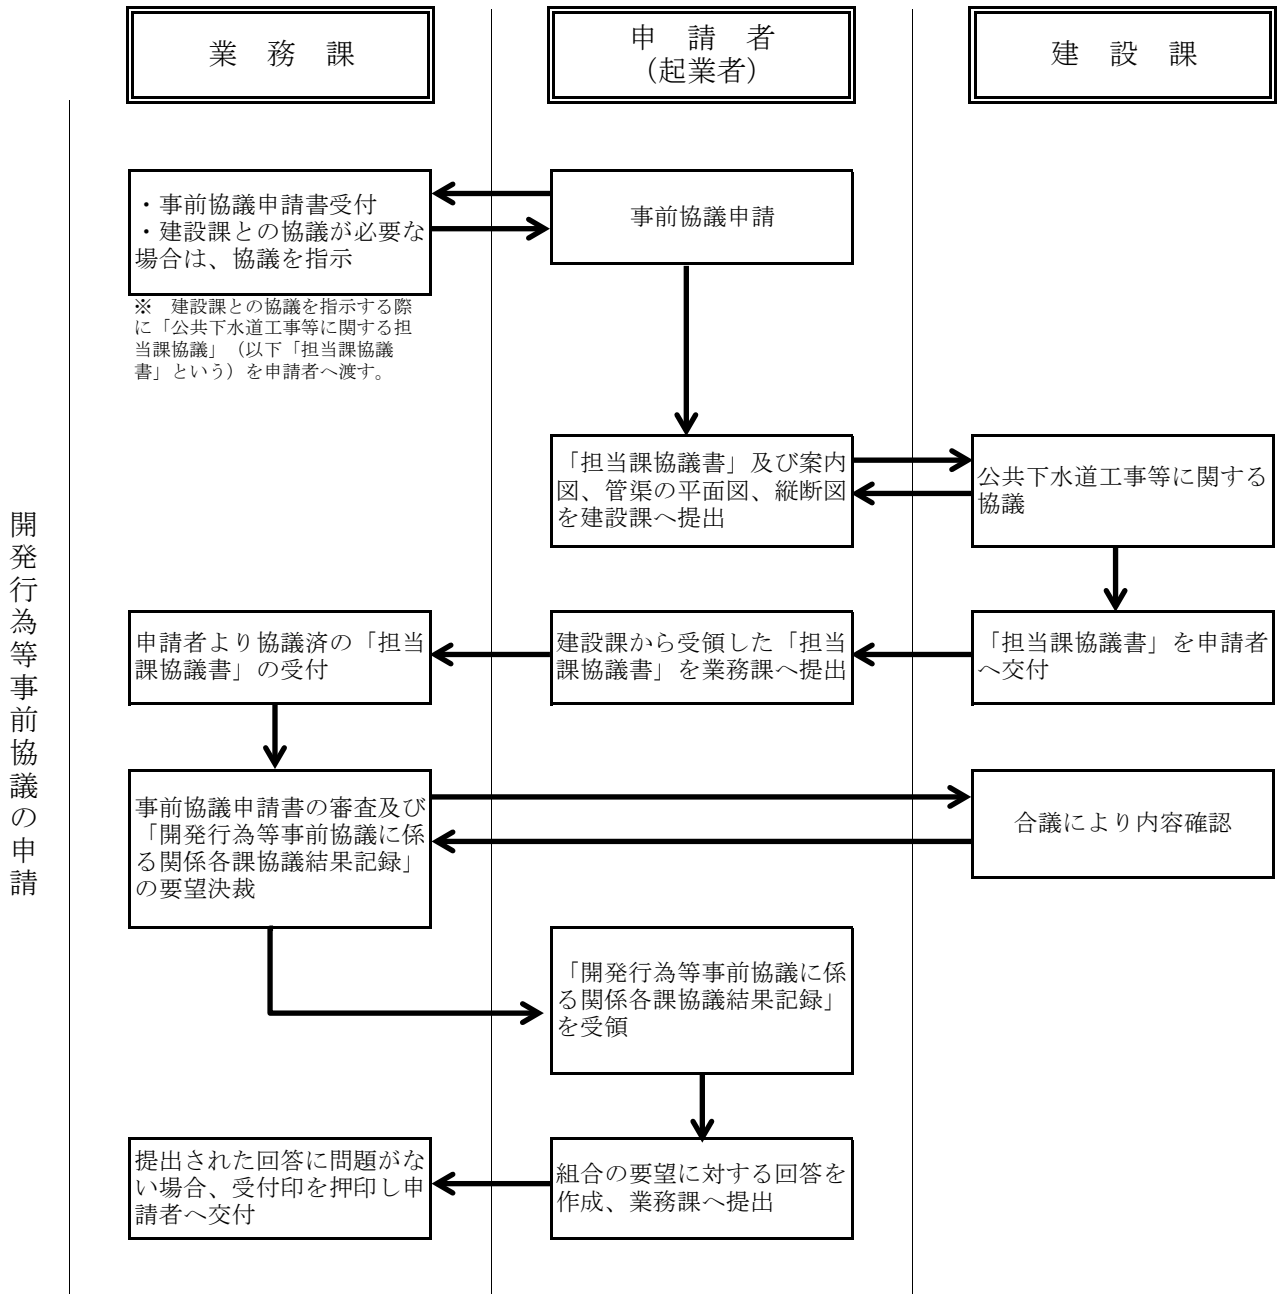 業 務 課
申 請 者
（起業者）
建 設 課
開発行為等事前協議の申請
・事前協議申請書受付
・建設課との協議が必要な
場合は、協議を指示
事前協議申請
※ 建設課との協議を指示する際
に「公共下水道工事等に関する担
当課協議」（以下「担当課協議
書」という）を申請者へ渡す。
「担当課協議書」及び案内
図、管渠の平面図、縦断図
を建設課へ提出
公共下水道工事等に関する
協議
申請者より協議済の「担当
課協議書」の受付
建設課から受領した「担当
課協議書」を業務課へ提出
「担当課協議書」を申請者
へ交付
事前協議申請書の審査及び
「開発行為等事前協議に係
る関係各課協議結果記録」
の要望決裁
合議により内容確認
「開発行為等事前協議に係
る関係各課協議結果記録」
を受領
提出された回答に問題がな
い場合、受付印を押印し申
請者へ交付
組合の要望に対する回答を
作成、業務課へ提出